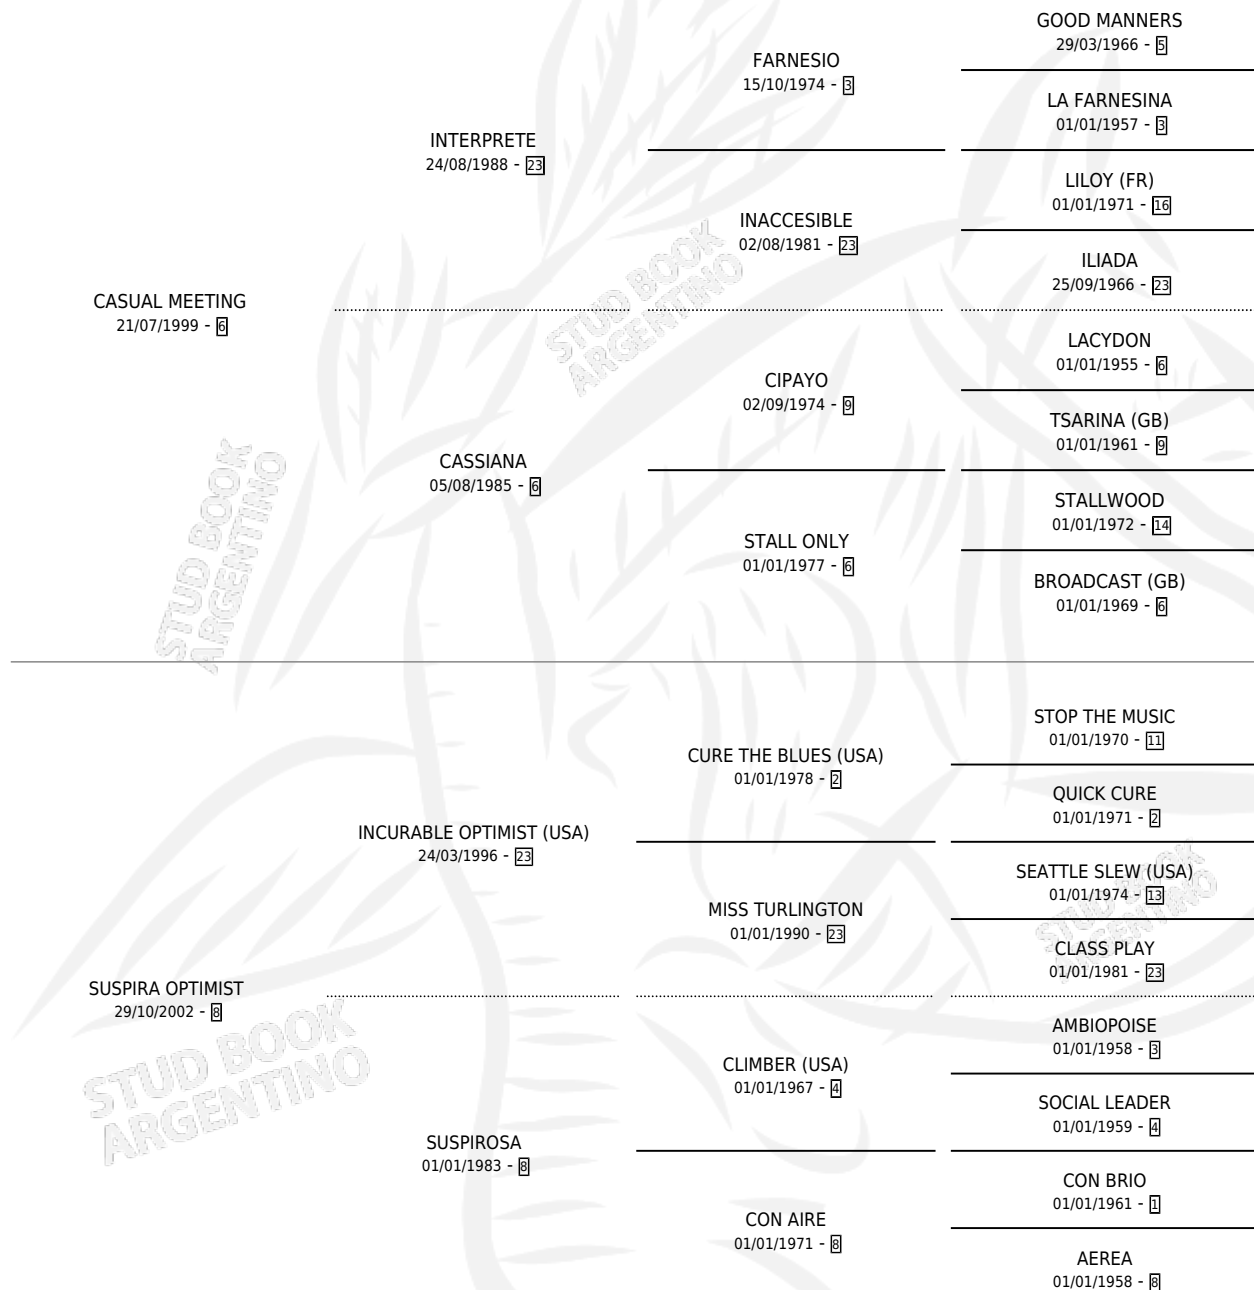 GOOD MANNERS
29/03/1966 - 5
FARNESIO
15/10/1974 - 3
LA FARNESINA
01/01/1957 - 3
INTERPRETE
24/08/1988 - 23
LILOY (FR)
01/01/1971 - 16
INACCESIBLE
02/08/1981 - 23
ILIADA
25/09/1966 - 23
CASUAL MEETING
21/07/1999 - 6
LACYDON
01/01/1955 - 6
CIPAYO
02/09/1974 - 9
TSARINA (GB)
01/01/1961 - 9
CASSIANA
05/08/1985 - 6
STALLWOOD
01/01/1972 - 14
STALL ONLY
01/01/1977 - 6
BROADCAST (GB)
01/01/1969 - 6
STOP THE MUSIC
01/01/1970 - 11
CURE THE BLUES (USA)
01/01/1978 - 2
QUICK CURE
01/01/1971 - 2
INCURABLE OPTIMIST (USA)
24/03/1996 - 23
SEATTLE SLEW (USA)
01/01/1974 - 13
MISS TURLINGTON
01/01/1990 - 23
CLASS PLAY
01/01/1981 - 23
SUSPIRA OPTIMIST
29/10/2002 - 8
AMBIOPOISE
01/01/1958 - 3
CLIMBER (USA)
01/01/1967 - 4
SOCIAL LEADER
01/01/1959 - 4
SUSPIROSA
01/01/1983 - 8
CON BRIO
01/01/1961 - 1
CON AIRE
01/01/1971 - 8
AEREA
01/01/1958 - 8
STUD BOOK
ARGENTINO
STUD BOOK
ARGENTINO
STUD BOOK
ARGENTINO
STUD BOOK
ARGENTINO